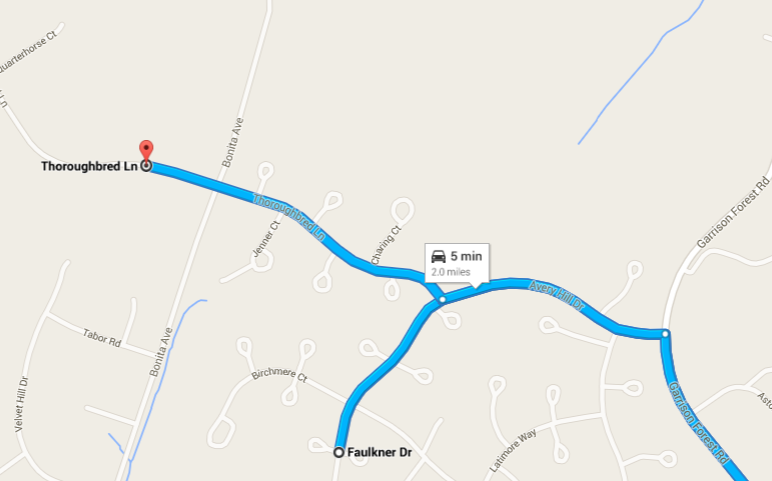 Quarterhorse Ct
Ln
Thoroughbred Ln
Bonita Ave
Thoroughbred Ln
Jenner Ct
Charing Ct
5 min
2.0 miles
Garrison Forest Rd
Avery Hill Dr
Tabor Rd
Bonita Ave
Velvet Hill Dr
Birchmere Ct
Garrison Forest Rd
Latimore Way
Faulkner Dr